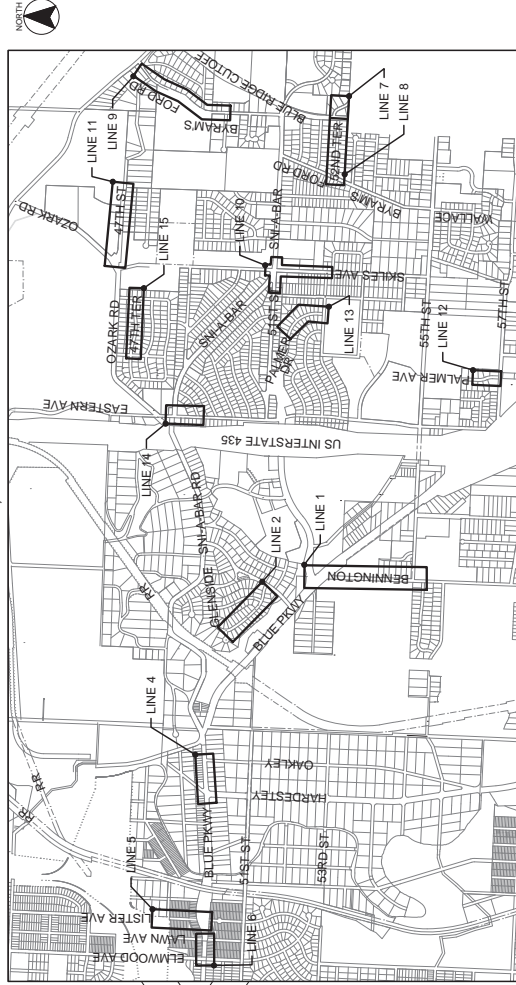 NORTH
OZARK RD
LINE 11
LINE 9
FORD RD
BYRAM'S
BLUE RIDGE CUTOFF
47TH ST
LINE 15
OZARK RD
47TH TER
LINE 10
SNI-A-BAR
SNI-A-BAR
51ST ST
SKILES AVE
FORD RD
BYRAM'S
52ND TER
LINE 7
LINE 8
WALLACE
EASTERN AVE
LINE 14
PALMER DR
LINE 13
55TH ST
57TH ST
LINE 12
PALMER AVE
US INTERSTATE 435
SNI-A-BAR RD
GLENSIDE
LINE 2
LINE 1
BLUE PKWY
BENNINGTON
RR
LINE 4
OAKLEY
HARDESTEY
RR
RR
LINE 5
BLUE PKWY
51ST ST
53RD ST
LISTER AVE
LAWN AVE
ELMWOOD AVE
LINE 6